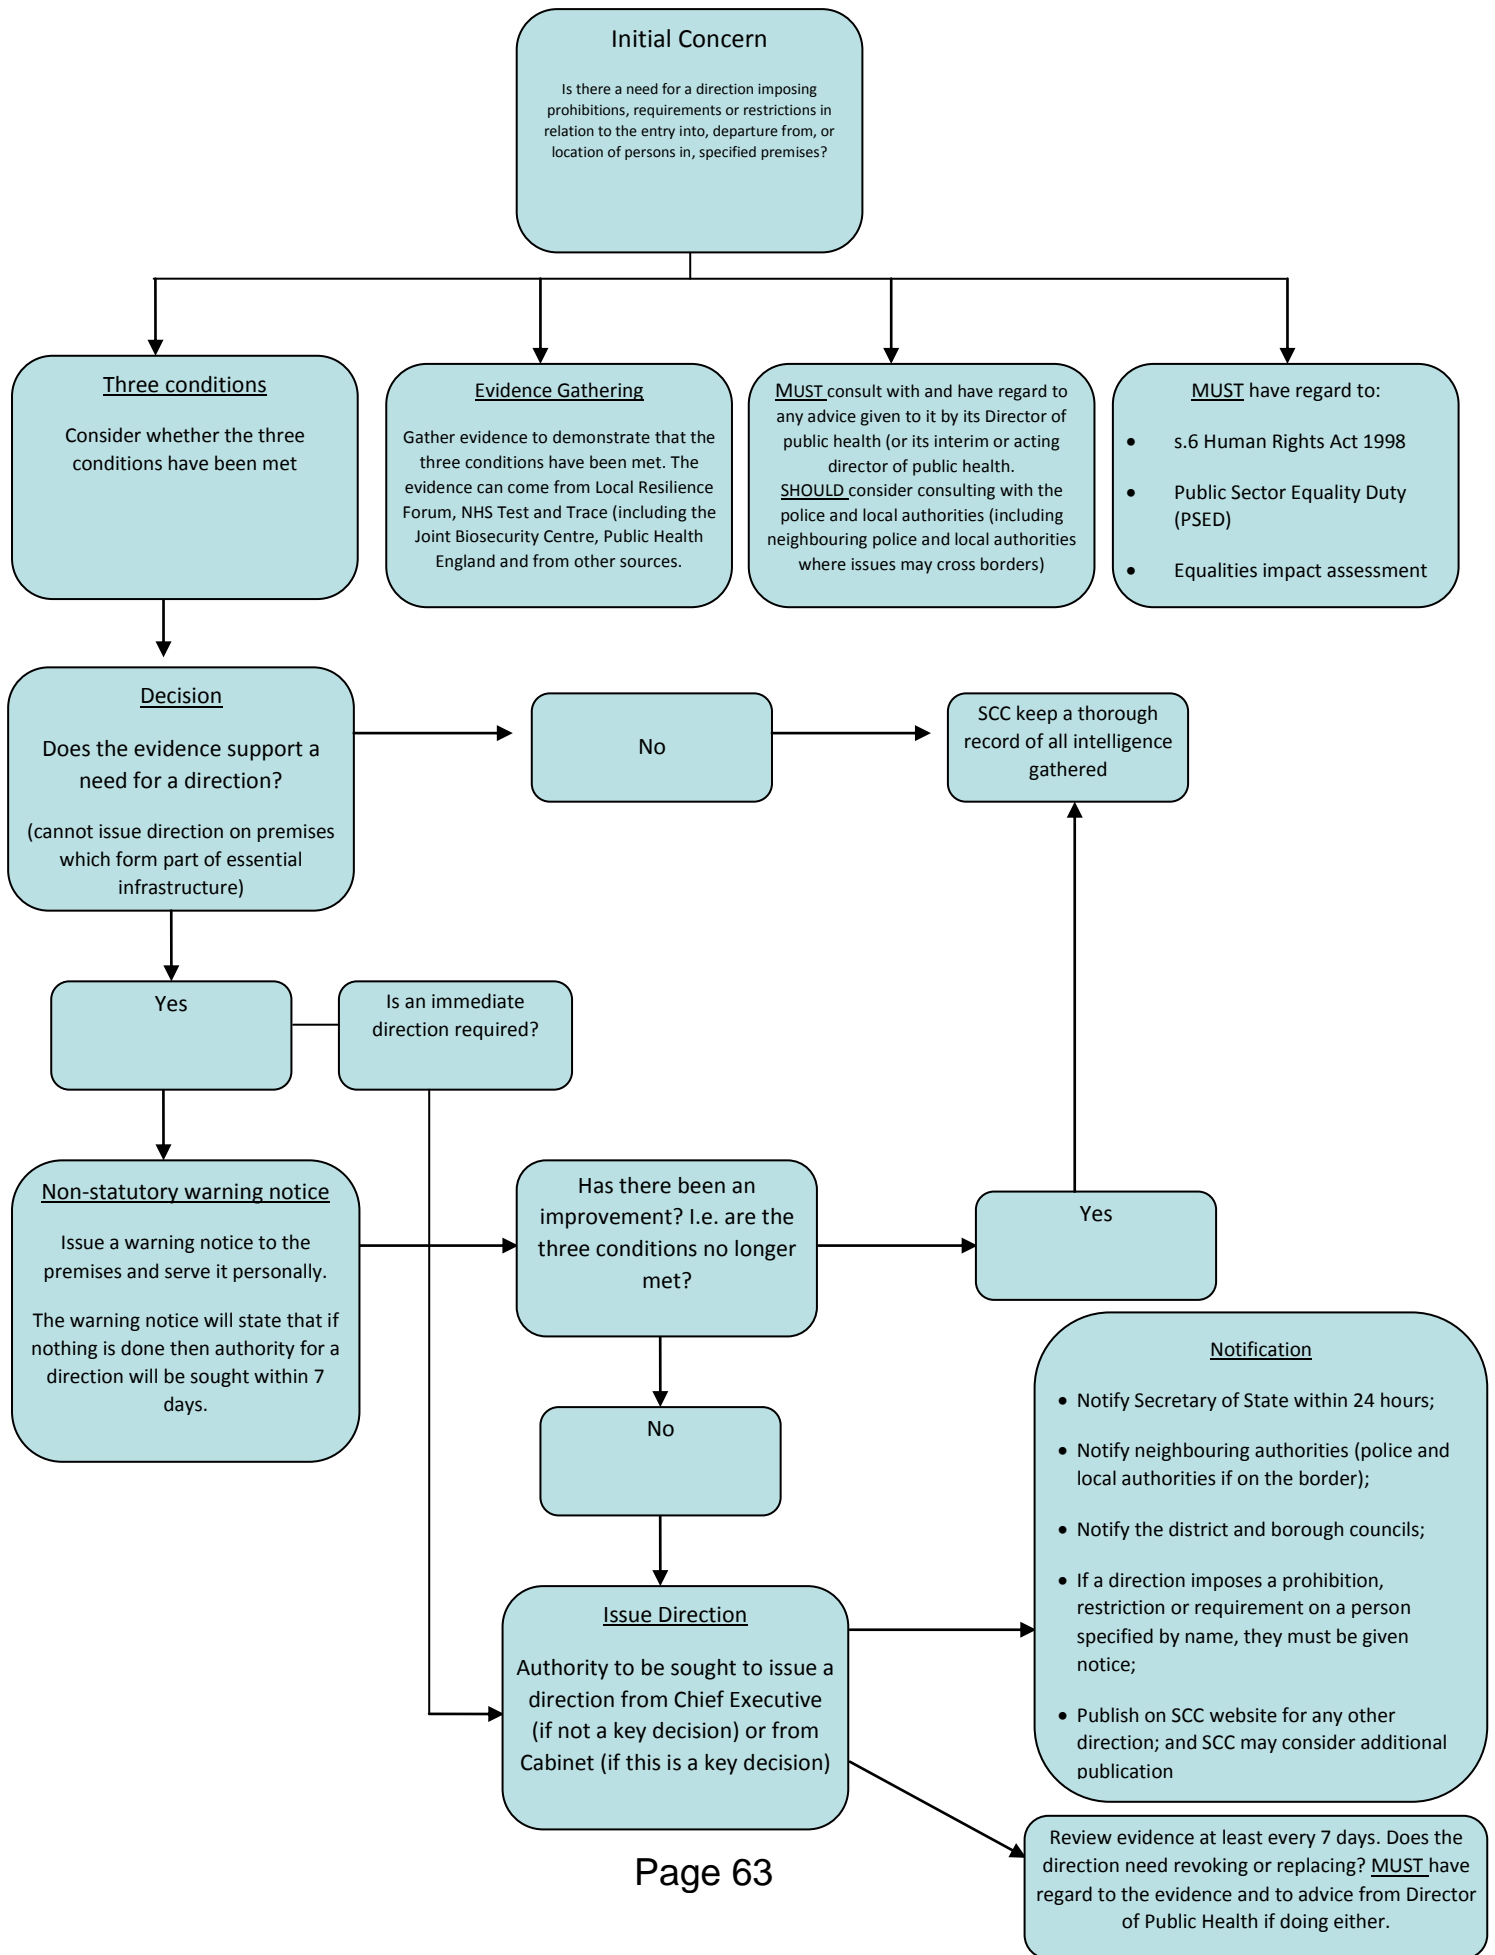 Initial Concern
Is there a need for a direction imposing
prohibitions, requirements or restrictions in
relation to the entry into, departure from, or
location of persons in, specified premises?
Three conditions
Consider whether the three
conditions have been met
Evidence Gathering
Gather evidence to demonstrate that the
three conditions have been met. The
evidence can come from Local Resilience
Forum, NHS Test and Trace (including the
Joint Biosecurity Centre, Public Health
England and from other sources.
MUST consult with and have regard to
any advice given to it by its Director of
public health (or its interim or acting
director of public health.
SHOULD consider consulting with the
police and local authorities (including
neighbouring police and local authorities
where issues may cross borders)
MUST have regard to:
• s.6 Human Rights Act 1998
• Public Sector Equality Duty
(PSED)
• Equalities impact assessment
Decision
Does the evidence support a
need for a direction?
(cannot issue direction on premises
which form part of essential
infrastructure)
No
SCC keep a thorough
record of all intelligence
gathered
Yes
Is an immediate
direction required?
Non-statutory warning notice
Issue a warning notice to the
premises and serve it personally.
The warning notice will state that if
nothing is done then authority for a
direction will be sought within 7
days.
Has there been an
improvement? I.e. are the
three conditions no longer
met?
Yes
No
Notification
• Notify Secretary of State within 24 hours;
• Notify neighbouring authorities (police and
local authorities if on the border);
• Notify the district and borough councils;
• If a direction imposes a prohibition,
restriction or requirement on a person
specified by name, they must be given
notice;
• Publish on SCC website for any other
direction; and SCC may consider additional
publication
Issue Direction
Authority to be sought to issue a
direction from Chief Executive
(if not a key decision) or from
Cabinet (if this is a key decision)
Review evidence at least every 7 days. Does the
direction need revoking or replacing? MUST have
regard to the evidence and to advice from Director
of Public Health if doing either.
Page 63